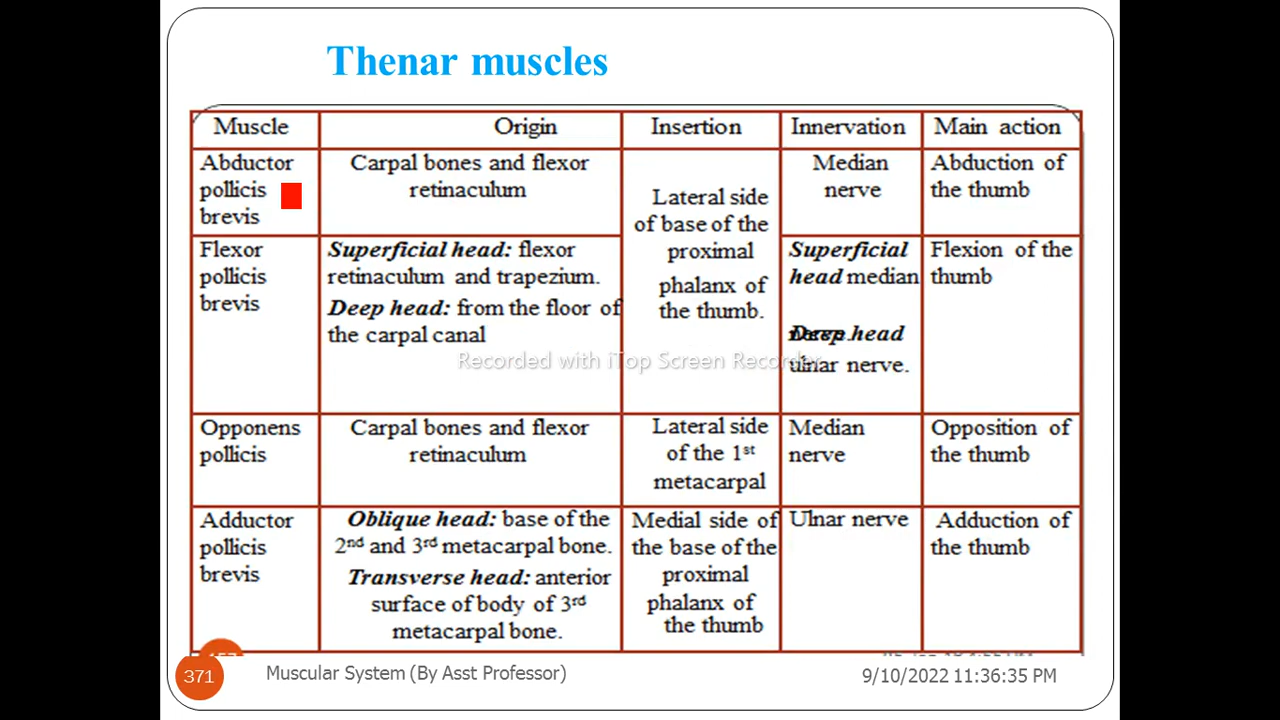 Thenar muscles
Muscle
Origin
Insertion
Innervation
Main action
Abductor
pollicis
brevis
Carpal bones and flexor
retinaculum
Lateral side
of base of the
proximal
phalanx of
the thumb.
Median
nerve
Abduction of
the thumb
Flexor
pollicis
brevis
Superficial head: flexor
retinaculum and trapezium.
Deep head: from the floor of
the carpal canal
Superficial
head median
Deep head
ulnar nerve.
Flexion of the
thumb
Recorded with iTop Screen Recorder
Opponens
pollicis
Carpal bones and flexor
retinaculum
Lateral side
of the 1st
metacarpal
Median
nerve
Opposition of
the thumb
Adductor
pollicis
brevis
Oblique head: base of the
2nd and 3rd metacarpal bone.
Transverse head: anterior
surface of body of 3rd
metacarpal bone.
Medial side of
the base of the
proximal
phalanx of
the thumb
Ulnar nerve
Adduction of
the thumb
371
Muscular System (By Asst Professor)
9/10/2022 11:36:35 PM